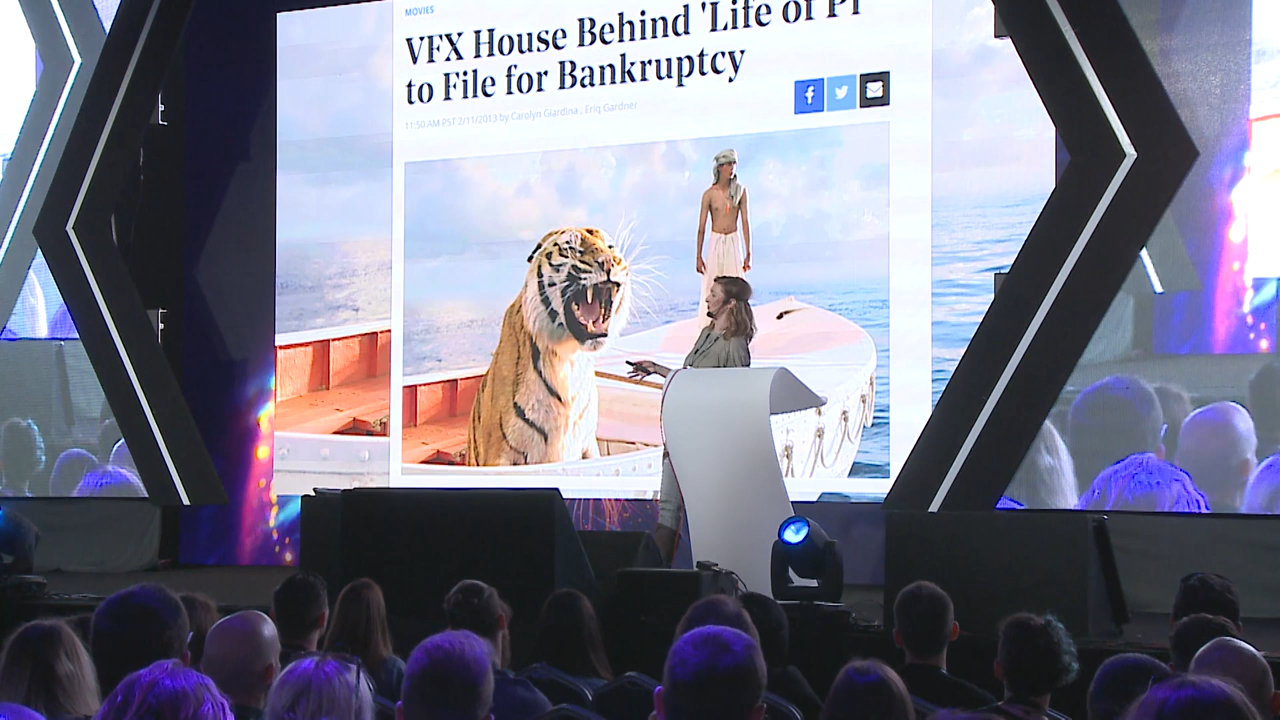 MOVIES
VFX House Behind 'Life of Pi'
to File for Bankruptcy
11:50 AM PST 2/11/2013 by Carolyn Giardina, Eriq Gardner